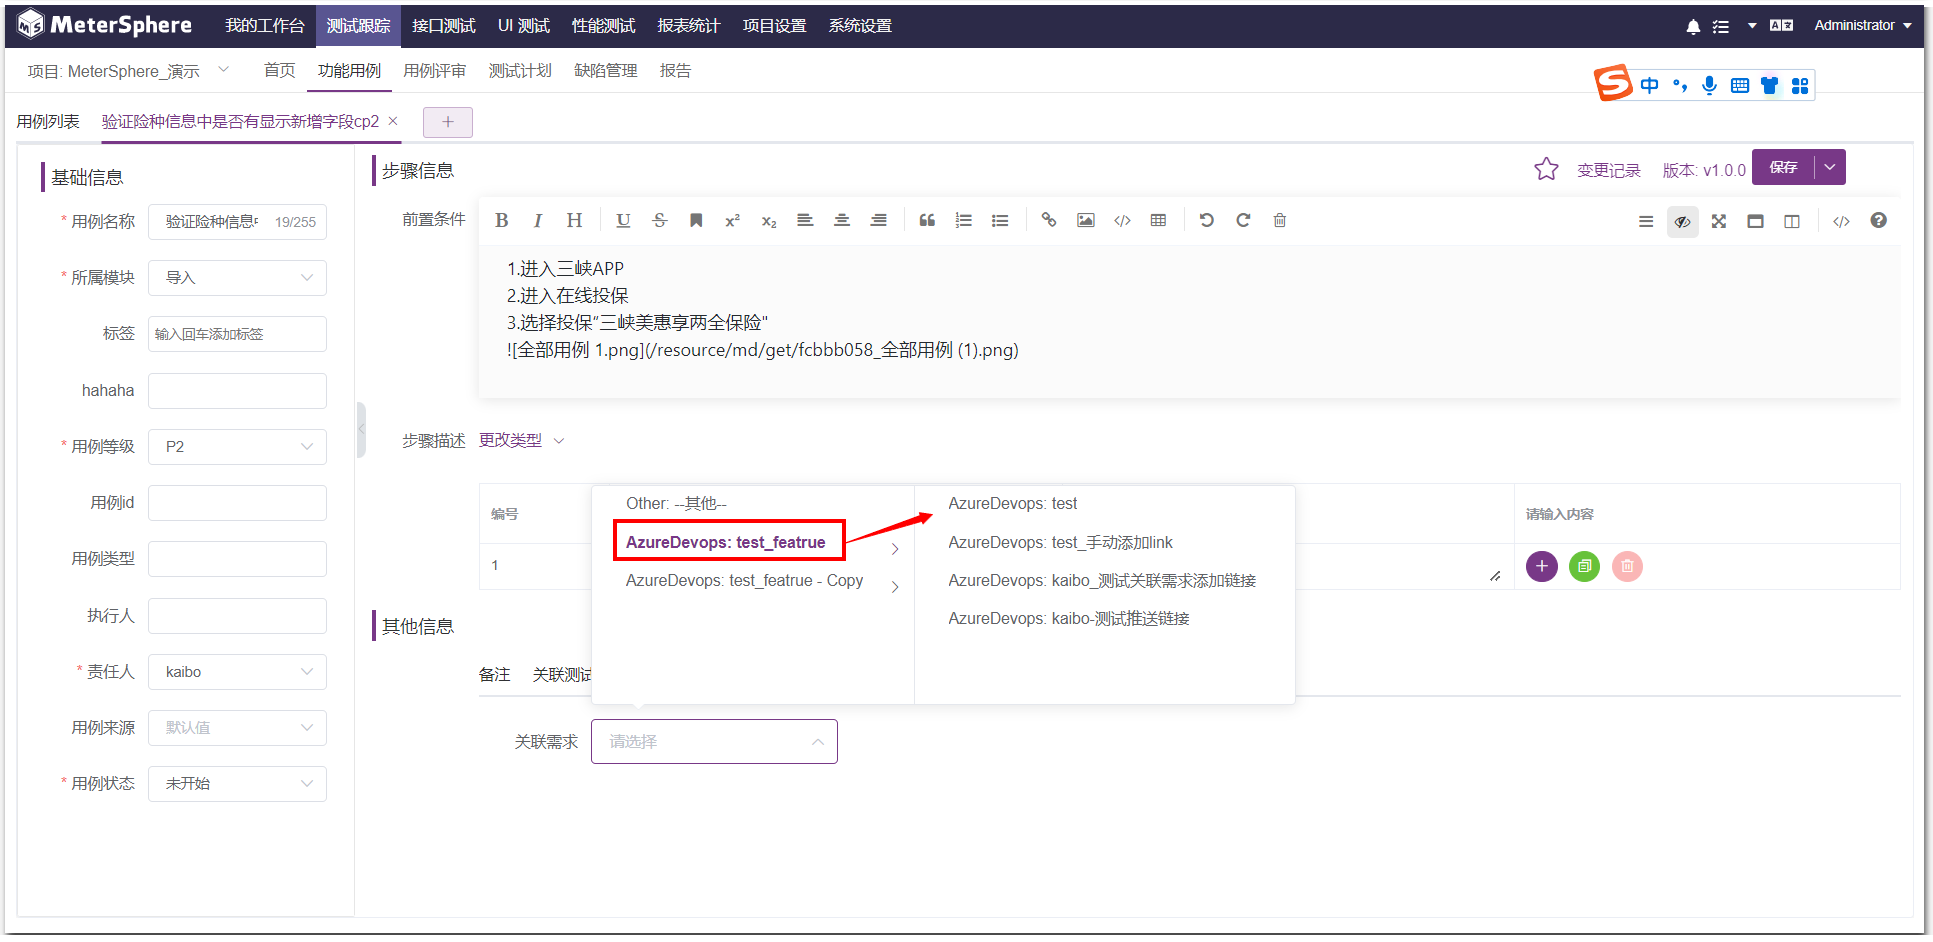 MeterSphere 我的工作台 测试跟踪 接口测试 UI 测试 性能测试 报表统计 项目设置 系统设置 Administrator
项目: MeterSphere_演示 首页 功能用例 用例评审 测试计划 缺陷管理 报告
中
用例列表 验证险种信息中是否有显示新增字段cp2 × +
基础信息
* 用例名称 验证险种信息中 19/255
* 所属模块 导入
标签 输入回车添加标签
hahaha
* 用例等级 P2
用例id
用例类型
执行人
* 责任人 kaibo
用例来源 默认值
* 用例状态 未开始
步骤信息 变更记录 版本: v1.0.0 保存
前置条件
1.进入三峡APP
2.进入在线投保
3.选择投保“三峡美惠享两全保险"
![全部用例 1.png](/resource/md/get/fcbbb058_全部用例 (1).png)
步骤描述 更改类型
编号 请输入内容
1
Other: --其他--
AzureDevops: test_featrue
AzureDevops: test_featrue - Copy
AzureDevops: test
AzureDevops: test_手动添加link
AzureDevops: kaibo_测试关联需求添加链接
AzureDevops: kaibo-测试推送链接
其他信息
备注 关联测试
关联需求 请选择